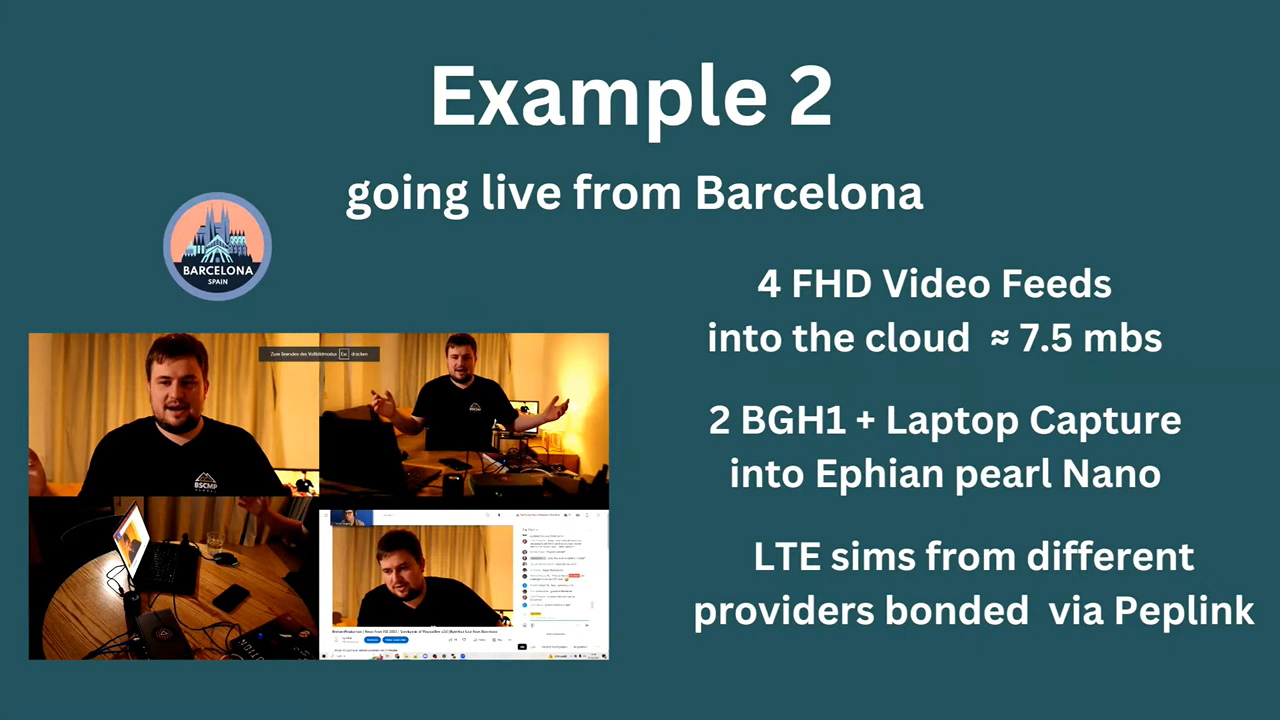 Example 2
going live from Barcelona
BARCELONA
SPAIN
4 FHD Video Feeds
into the cloud ≈ 7.5 mbs
2 BGH1 + Laptop Capture
into Ephian pearl Nano
LTE sims from different
providers bonded via Peplink
Zum Beenden des Vollbildmodus Esc drücken
BSCMP
BSCMP